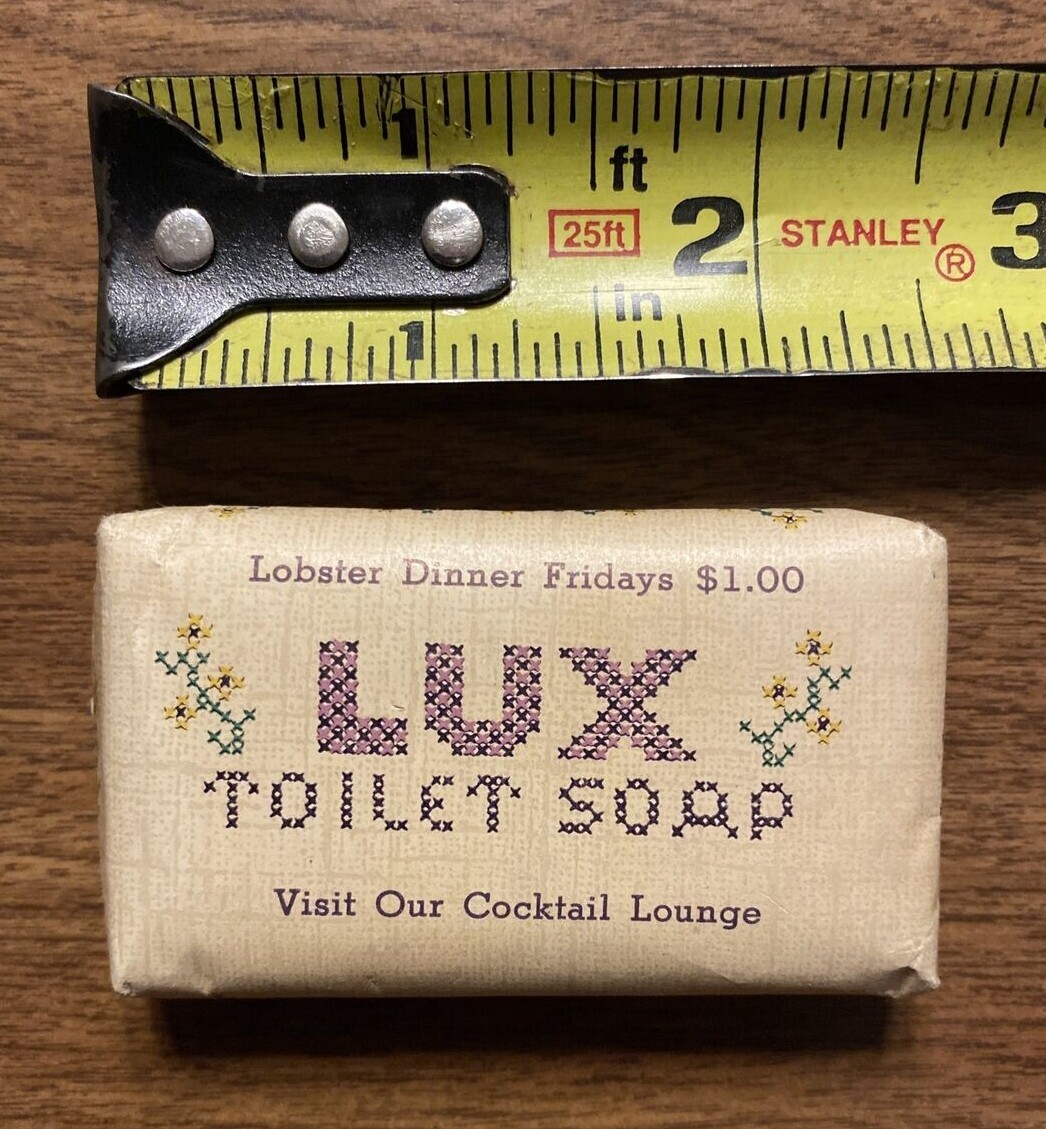 1
ft
25ft 2 STANLEY® 3
in
1
Lobster Dinner Fridays $1.00
LUX
TOILET SOAP
Visit Our Cocktail Lounge